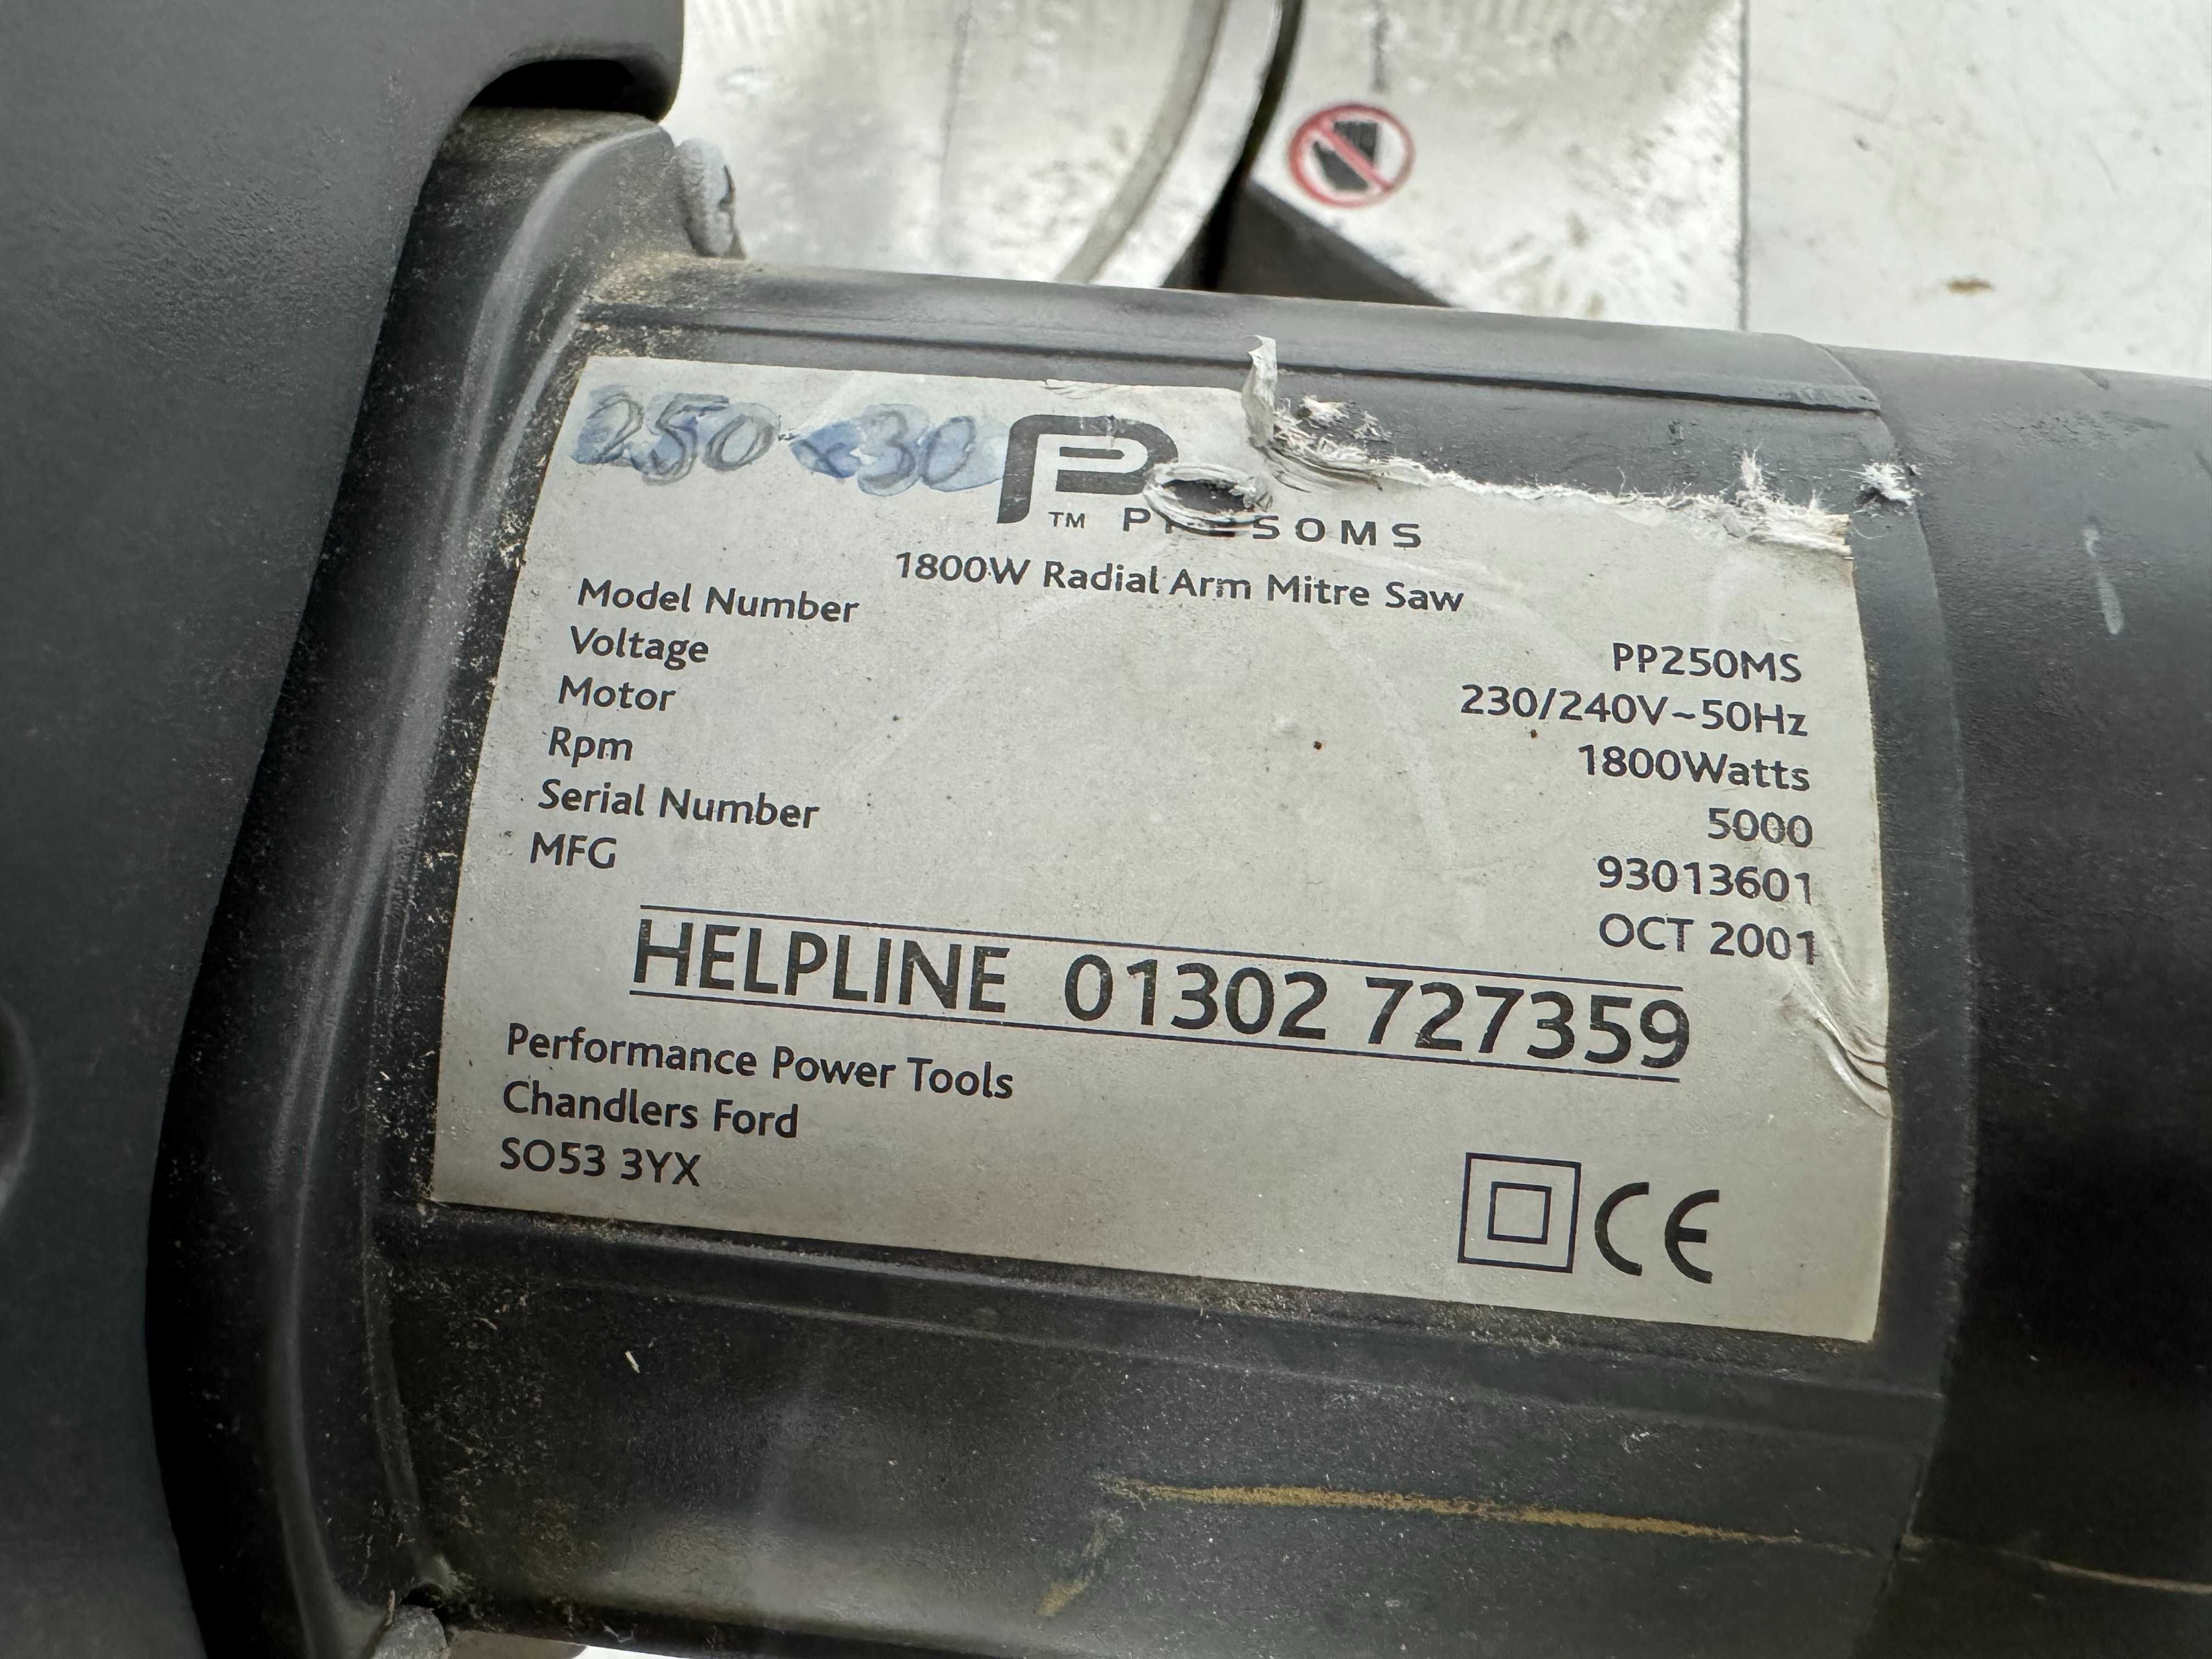 250x30
TM
1800W Radial Arm Mitre Saw
Model Number PP250MS
Voltage 230/240V~50Hz
Motor 1800Watts
Rpm 5000
Serial Number 93013601
MFG OCT 2001
HELPLINE 01302 727359
Performance Power Tools
Chandlers Ford
SO53 3YX
CE